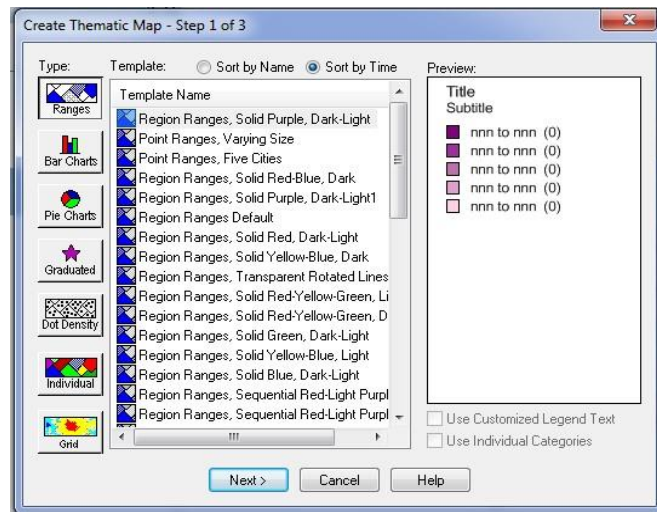 Create Thematic Map - Step 1 of 3
Type:
Ranges
Bar Charts
Pie Charts
Graduated
Dot Density
Individual
Grid
Template:
Sort by Name
Sort by Time
Template Name
Region Ranges, Solid Purple, Dark-Light
Point Ranges, Varying Size
Point Ranges, Five Cities
Region Ranges, Solid Red-Blue, Dark
Region Ranges, Solid Purple, Dark-Light1
Region Ranges Default
Region Ranges, Solid Red, Dark-Light
Region Ranges, Solid Yellow-Blue, Dark
Region Ranges, Transparent Rotated Lines
Region Ranges, Solid Red-Yellow-Green, Li
Region Ranges, Solid Red-Yellow-Green, D
Region Ranges, Solid Green, Dark-Light
Region Ranges, Solid Yellow-Blue, Light
Region Ranges, Solid Blue, Dark-Light
Region Ranges, Sequential Red-Light Purpl
Region Ranges, Sequential Red-Light Purpl
Preview:
Title
Subtitle
nnn to nnn (0)
nnn to nnn (0)
nnn to nnn (0)
nnn to nnn (0)
nnn to nnn (0)
Use Customized Legend Text
Use Individual Categories
Next >
Cancel
Help